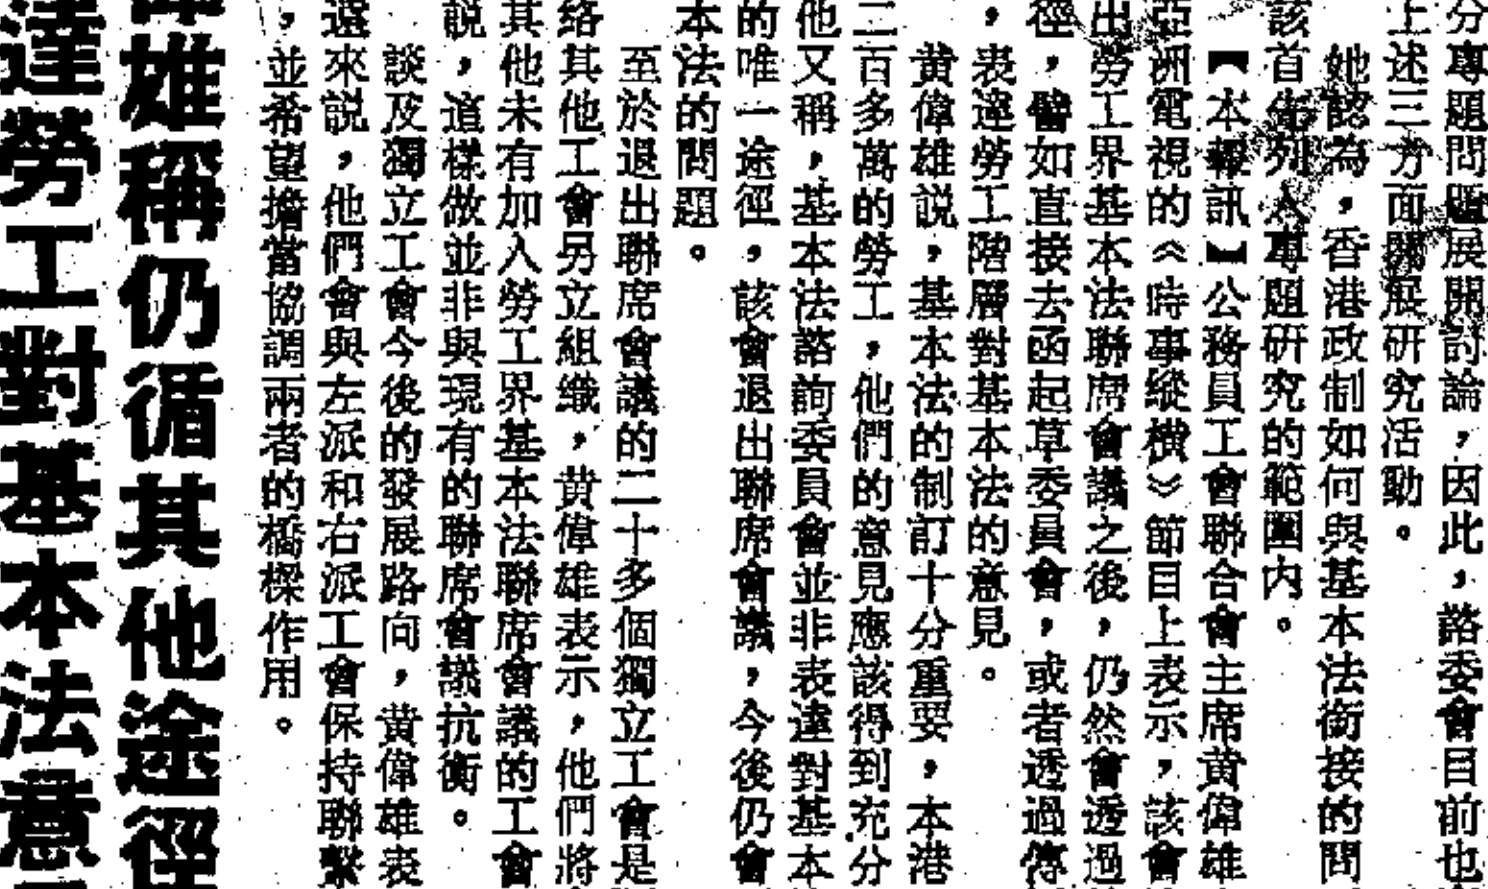 分專題問題展開討論，因此，諮委會目前也
上述三方面開展研究活動。
她認為，香港政制如何與基本法銜接的問
該首先列入專題研究的範圍內。
【本報訊】公務員工會聯合會主席黃偉雄
亞洲電視的《時事縱橫》節目上表示，該會
出勞工界基本法聯席會議之後，仍然會透過
徑，譬如直接去函起草委員會，或者透過傳
，表達勞工階層對基本法的意見。
黃偉雄説，基本法的制訂十分重要，本港
二百多萬的勞工，他們的意見應該得到充分
他又稱，基本法諮詢委員會並非表達對基本
的唯一途徑，該會退出聯席會議，今後仍會
本法的問題。
至於退出聯席會議的二十多個獨立工會是
絡其他工會另立組織，黃偉雄表示，他們將
其他未有加入勞工界基本法聯席會議的工會
説，這樣做並非與現有的聯席會議抗衡。
談及獨立工會今後的發展路向，黃偉雄表
還來説，他們會與左派和右派工會保持聯繫
，並希望擔當協調兩者的橋樑作用。
雄稱仍循其他途徑
達勞工對基本法意